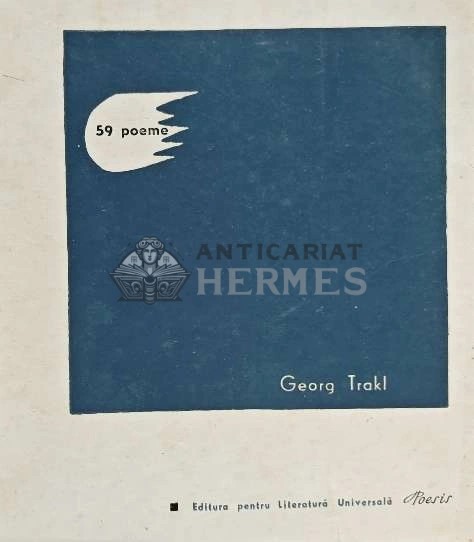 59 poeme
ANTICARIAT
HERMES
Georg Trakl
Editura pentru Literatură Universală Poesis